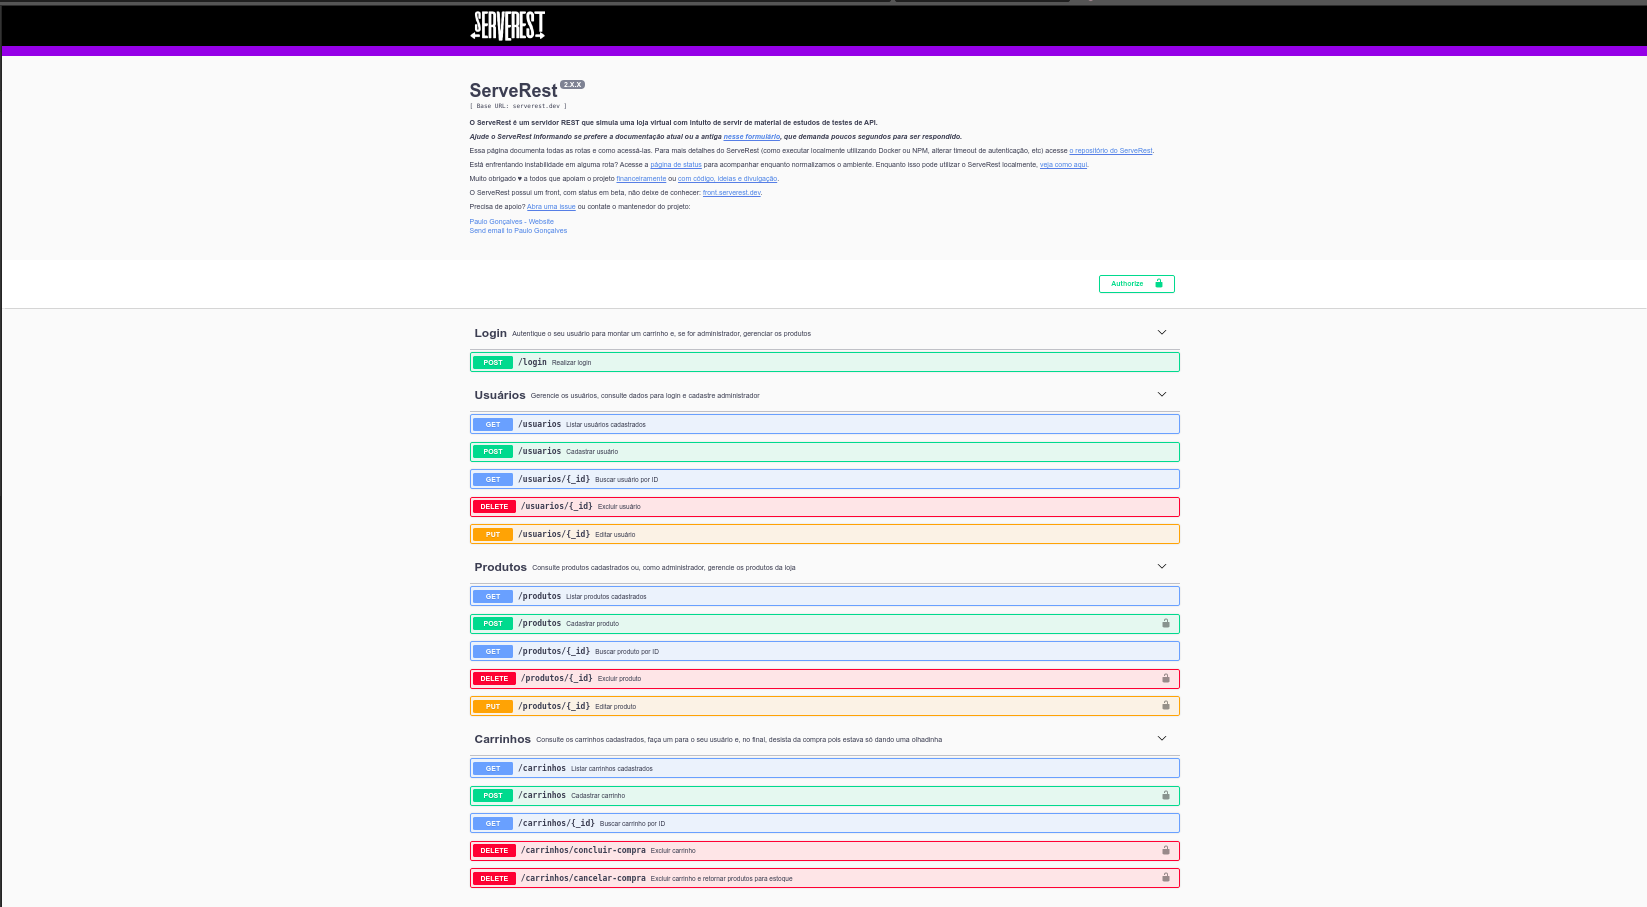 SERVEREST
ServeRest 2.X.X
[ Base URL: serverest.dev ]
O ServeRest é um servidor REST que simula uma loja virtual com intuito de servir de material de estudos de testes de API.
Ajude o ServeRest informando se prefere a documentação atual ou a antiga nesse formulário, que demanda poucos segundos para ser respondido.
Essa página documenta todas as rotas e como acessá-las. Para mais detalhes do ServeRest (como executar localmente utilizando Docker ou NPM, alterar timeout de autenticação, etc) acesse o repositório do ServeRest.
Está enfrentando instabilidade em alguma rota? Acesse a página de status para acompanhar enquanto normalizamos o ambiente. Enquanto isso pode utilizar o ServeRest localmente, veja como aqui.
Muito obrigado ♥ a todos que apoiam o projeto financeiramente ou com código, ideias e divulgação.
O ServeRest possui um front, com status em beta, não deixe de conhecer: front.serverest.dev.
Precisa de apoio? Abra uma issue ou contate o mantenedor do projeto:
Paulo Gonçalves - Website
Send email to Paulo Gonçalves
Authorize
Login Autentique o seu usuário para montar um carrinho e, se for administrador, gerenciar os produtos
POST /login Realizar login
Usuários Gerencie os usuários, consulte dados para login e cadastre administrador
GET /usuarios Listar usuários cadastrados
POST /usuarios Cadastrar usuário
GET /usuarios/{_id} Buscar usuário por ID
DELETE /usuarios/{_id} Excluir usuário
PUT /usuarios/{_id} Editar usuário
Produtos Consulte produtos cadastrados ou, como administrador, gerencie os produtos da loja
GET /produtos Listar produtos cadastrados
POST /produtos Cadastrar produto
GET /produtos/{_id} Buscar produto por ID
DELETE /produtos/{_id} Excluir produto
PUT /produtos/{_id} Editar produto
Carrinhos Consulte os carrinhos cadastrados, faça um para o seu usuário e, no final, desista da compra pois estava só dando uma olhadinha
GET /carrinhos Listar carrinhos cadastrados
POST /carrinhos Cadastrar carrinho
GET /carrinhos/{_id} Buscar carrinho por ID
DELETE /carrinhos/concluir-compra Excluir carrinho
DELETE /carrinhos/cancelar-compra Excluir carrinho e retornar produtos para estoque